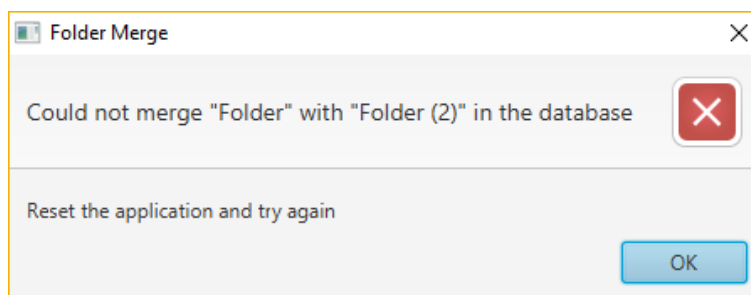 Folder Merge
Could not merge "Folder" with "Folder (2)" in the database
Reset the application and try again
OK